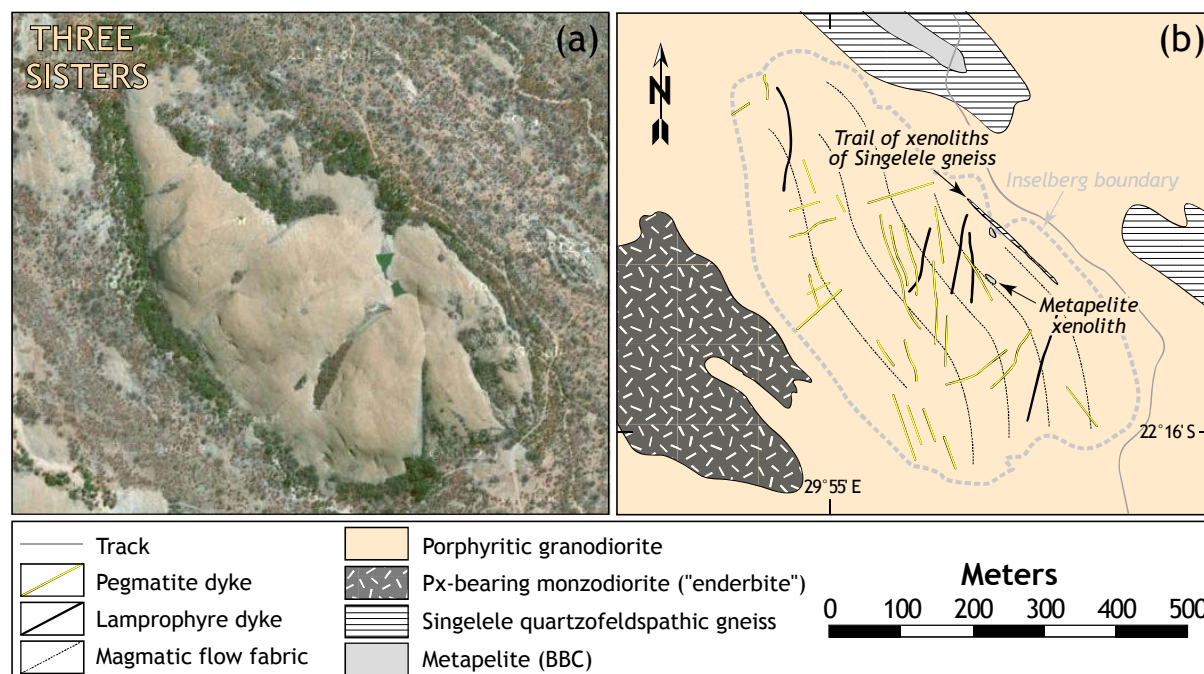 THREE
SISTERS
(a)
(b)
N
Trail of xenoliths
of Singelele gneiss
Inselberg boundary
Metapelite
xenolith
22°16' S
29°55' E
Track
Pegmatite dyke
Lamprophyre dyke
Magmatic flow fabric
Porphyritic granodiorite
Px-bearing monzodiorite ("enderbite")
Singelele quartzofeldspathic gneiss
Metapelite (BBC)
Meters
0 100 200 300 400 500